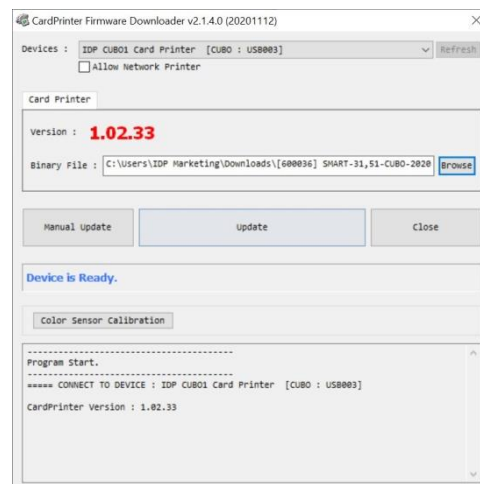 CardPrinter Firmware Downloader v2.1.4.0 (20201112)
Devices : IDP CUBO1 Card Printer [CUBO : USB003] Refresh
Allow Network Printer
Card Printer
Version : 1.02.33
Binary File : C:\Users\IDP Marketing\Downloads\[600036] SMART-31,51-CUBO-2020 Browse
Manual Update Update Close
Device is Ready.
Color Sensor Calibration
---------------------------------------
Program Start.
---------------------------------------
===== CONNECT TO DEVICE : IDP CUBO1 Card Printer [CUBO : USB003]
CardPrinter Version : 1.02.33